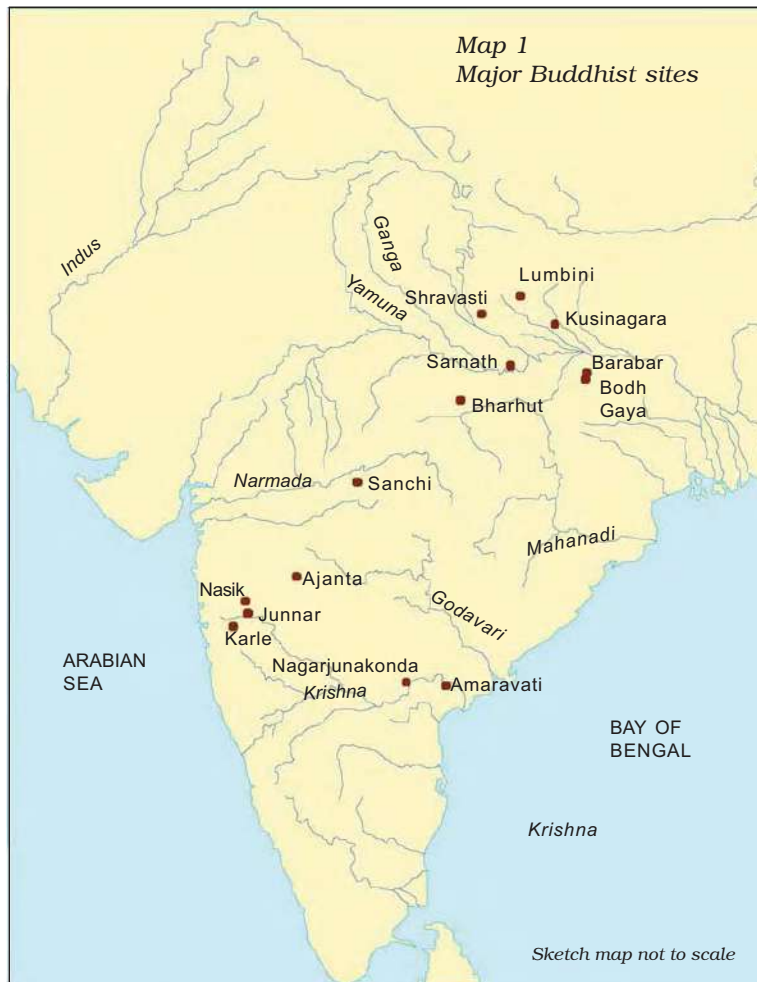 Map 1
Major Buddhist sites
Indus
Ganga
Yamuna
Lumbini
Shravasti
Kusinagara
Sarnath
Barabar
Bodh
Gaya
Bharhut
Narmada
Sanchi
Mahanadi
Ajanta
Nasik
Junnar
Karle
Godavari
ARABIAN
SEA
Nagarjunakonda
Krishna
Amaravati
BAY OF
BENGAL
Krishna
Sketch map not to scale